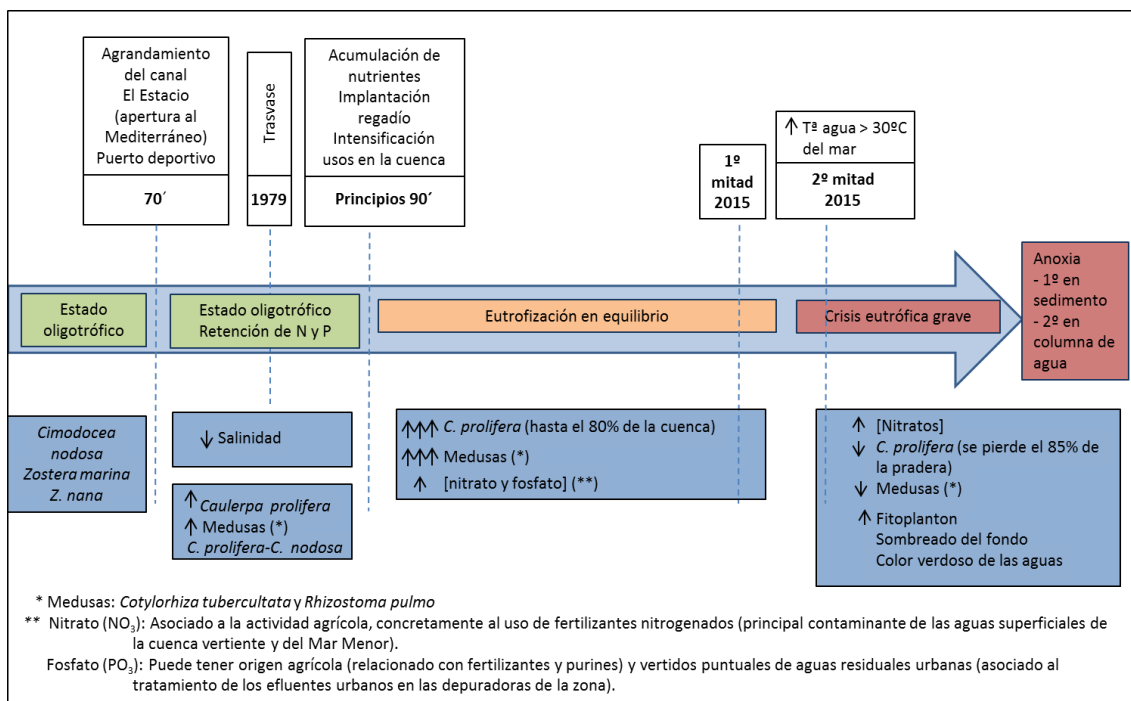 Agrandamiento
del canal
El Estacio
(apertura al
Mediterráneo)
Puerto deportivo
70´
Trasvase
1979
Acumulación de
nutrientes
Implantación
regadío
Intensificación
usos en la cuenca
Principios 90´
1º
mitad
2015
↑ Tª agua > 30ºC
del mar
2º mitad
2015
Estado
oligotrófico
Estado oligotrófico
Retención de N y P
Eutrofización en equilibrio
Crisis eutrófica grave
Anoxia
- 1º en
sedimento
- 2º en
columna de
agua
Cimodocea
nodosa
Zostera marina
Z. nana
↓ Salinidad
↑ Caulerpa prolifera
↑ Medusas (*)
C. prolifera-C. nodosa
↑↑↑ C. prolifera (hasta el 80% de la cuenca)
↑↑↑ Medusas (*)
↑ [nitrato y fosfato] (**)
↑ [Nitratos]
↓ C. prolifera (se pierde el 85% de
la pradera)
↓ Medusas (*)
↑ Fitoplanton
Sombreado del fondo
Color verdoso de las aguas
* Medusas: Cotylorhiza tubercultata y Rhizostoma pulmo
** Nitrato (NO3): Asociado a la actividad agrícola, concretamente al uso de fertilizantes nitrogenados (principal contaminante de las aguas superficiales de
la cuenca vertiente y del Mar Menor).
Fosfato (PO3): Puede tener origen agrícola (relacionado con fertilizantes y purines) y vertidos puntuales de aguas residuales urbanas (asociado al
tratamiento de los efluentes urbanos en las depuradoras de la zona).